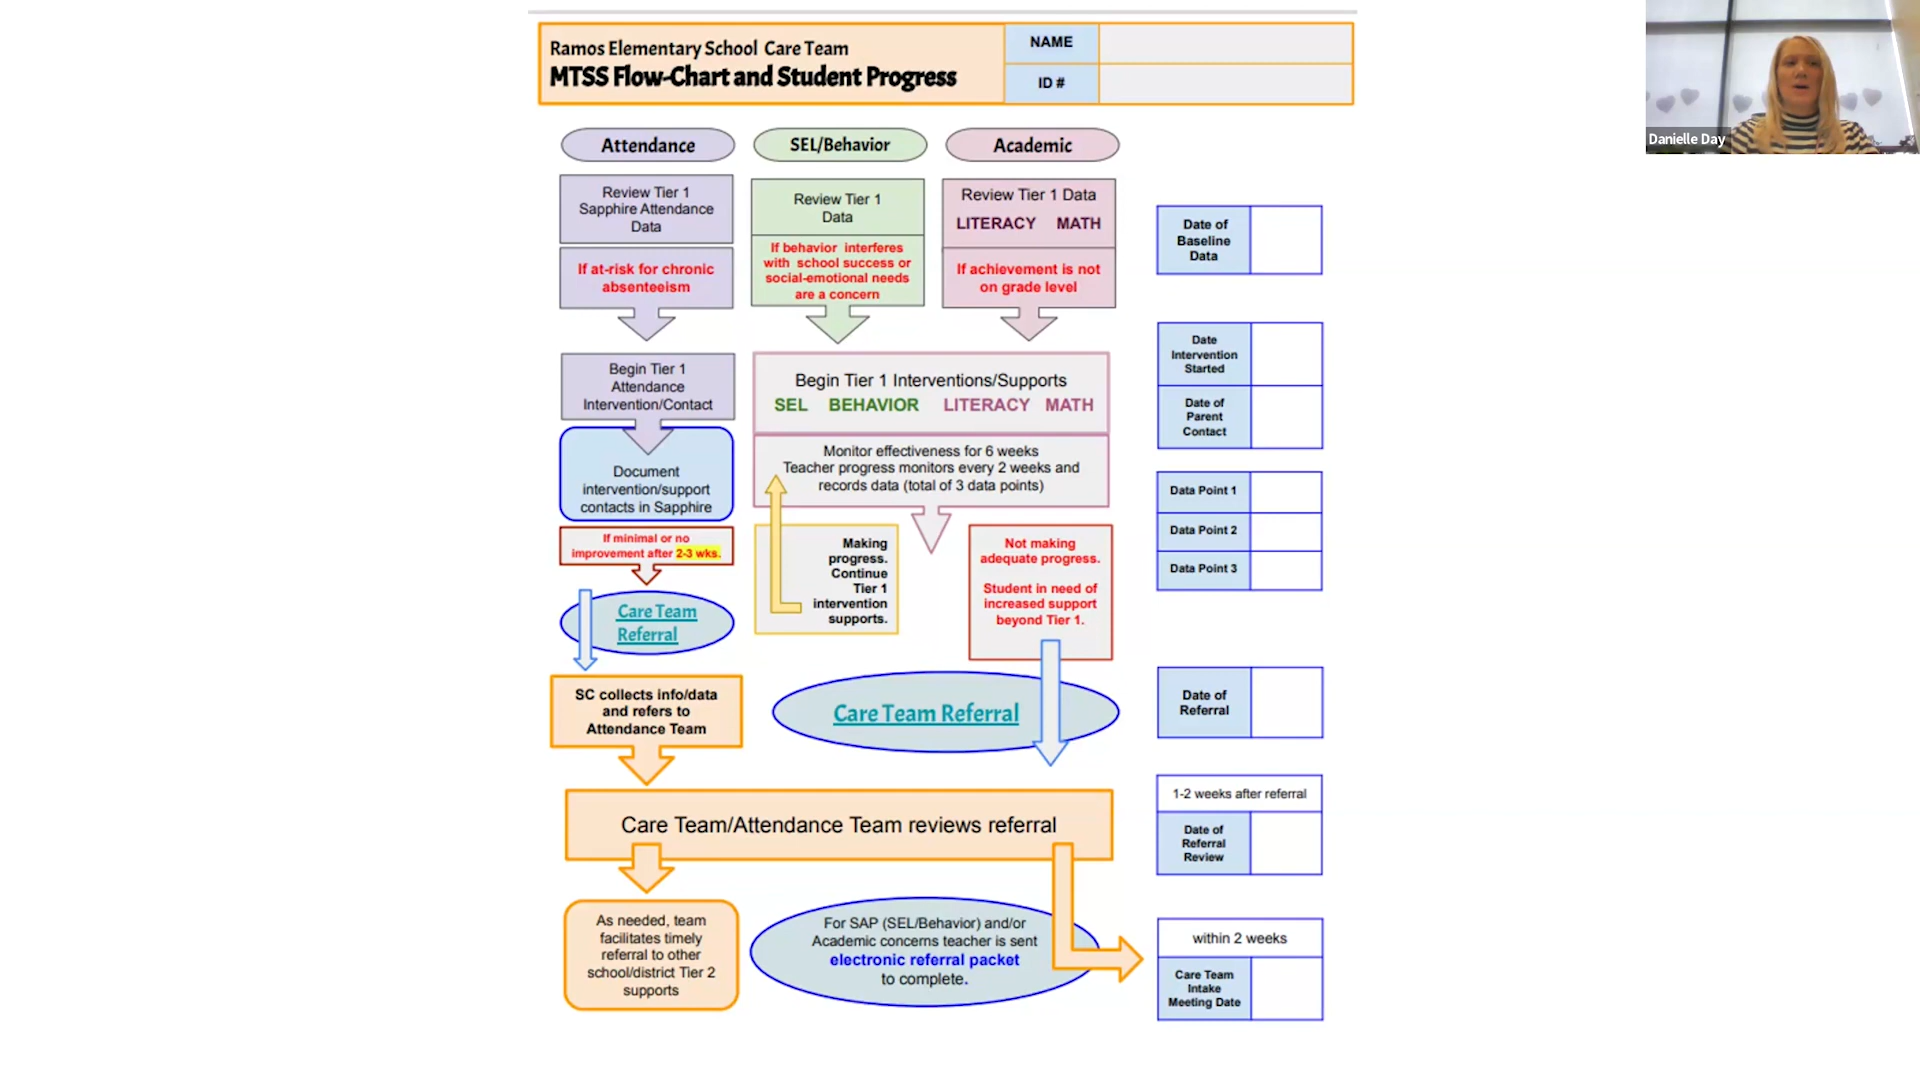 Ramos Elementary School Care Team
MTSS Flow-Chart and Student Progress
NAME
ID #
Attendance
SEL/Behavior
Academic
Review Tier 1
Sapphire Attendance
Data
If at-risk for chronic
absenteeism
Review Tier 1
Data
If behavior interferes
with school success or
social-emotional needs
are a concern
Review Tier 1 Data
LITERACY MATH
If achievement is not
on grade level
Date of
Baseline
Data
Begin Tier 1
Attendance
Intervention/Contact
Begin Tier 1 Interventions/Supports
SEL BEHAVIOR LITERACY MATH
Date
Intervention
Started
Date of
Parent
Contact
Document
intervention/support
contacts in Sapphire
Monitor effectiveness for 6 weeks
Teacher progress monitors every 2 weeks and
records data (total of 3 data points)
Data Point 1
Data Point 2
Data Point 3
If minimal or no
improvement after 2-3 wks.
Making
progress.
Continue
Tier 1
intervention
supports.
Not making
adequate progress.
Student in need of
increased support
beyond Tier 1.
Care Team
Referral
SC collects info/data
and refers to
Attendance Team
Care Team Referral
Date of
Referral
Care Team/Attendance Team reviews referral
1-2 weeks after referral
Date of
Referral
Review
As needed, team
facilitates timely
referral to other
school/district Tier 2
supports
For SAP (SEL/Behavior) and/or
Academic concerns teacher is sent
electronic referral packet
to complete.
within 2 weeks
Care Team
Intake
Meeting Date
Danielle Day